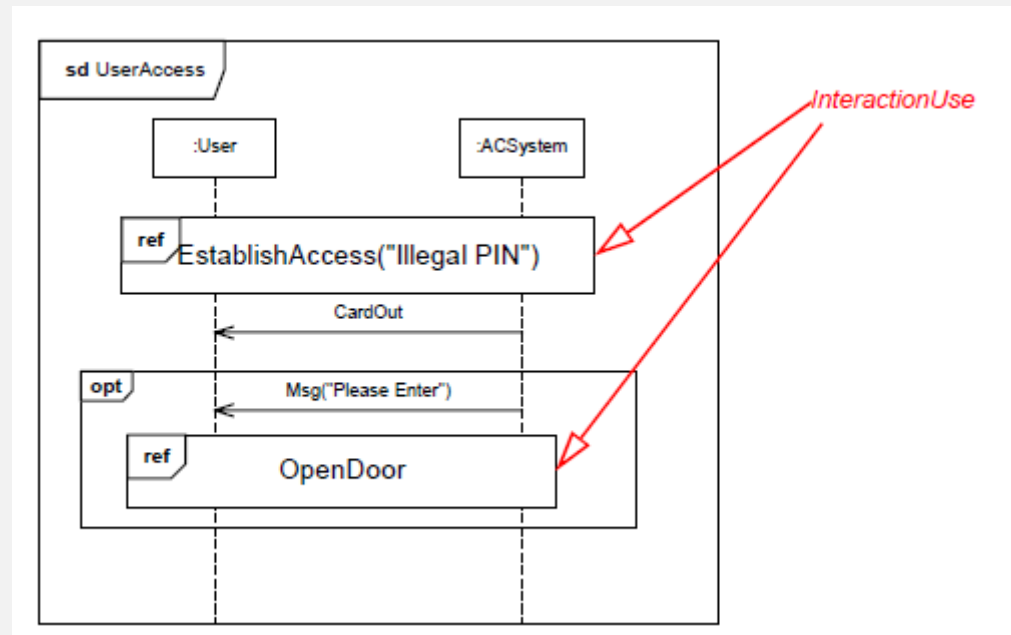 sd UserAccess
InteractionUse
:User
:ACSystem
ref
EstablishAccess("Illegal PIN")
CardOut
opt
Msg("Please Enter")
ref
OpenDoor